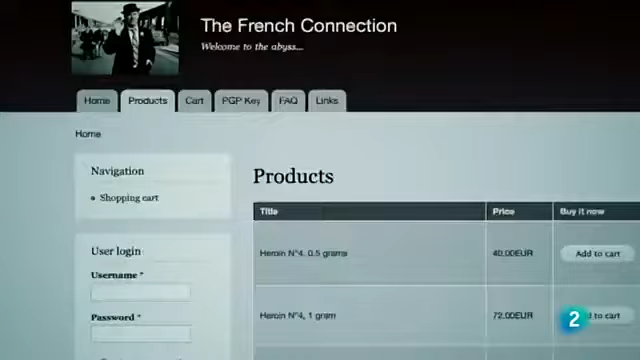 The French Connection
Welcome to the abyss...
Home
Products
Cart
PGP Key
FAQ
Links
Home
Navigation
Shopping cart
User login
Username *
Password *
Products
Title Price Buy it now
Heroin N°4, 0.5 grams 40.00EUR Add to cart
Heroin N°4, 1 gram 72.00EUR to cart
2